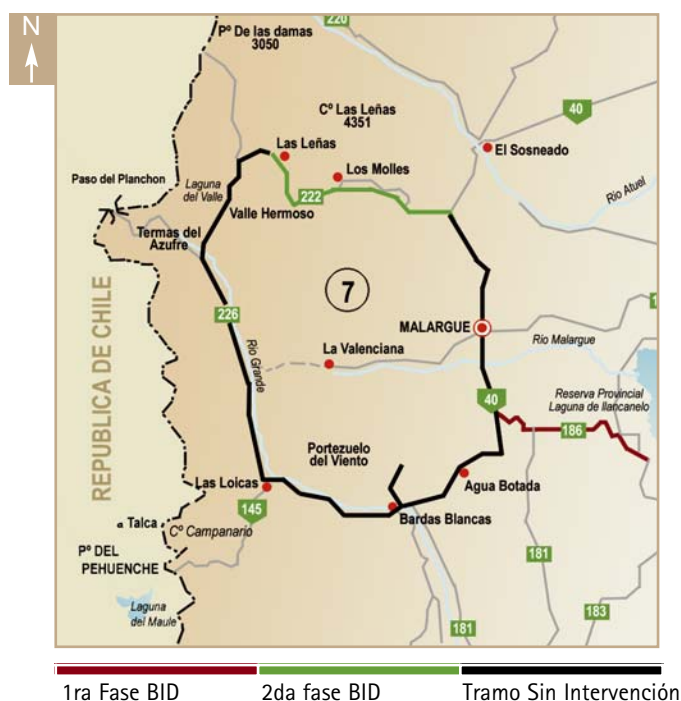 N
220
Pº De las damas
3050
Cº Las Leñas
4351
40
Las Leñas
El Sosneado
Paso del Planchon
Laguna
del Valle
Los Molles
222
Río Atuel
Valle Hermoso
Termas del
Azufre
7
REPUBLICA DE CHILE
226
MALARGUE
Río Malargue
Rio Grande
La Valenciana
Reserva Provincial
Laguna de llancanelo
40
186
Portezuelo
del Viento
Las Loicas
Agua Botada
145
Bardas Blancas
a Talca
Cº Campanario
Pº DEL
PEHUENCHE
181
Laguna
del Maule
183
181
1ra Fase BID
2da fase BID
Tramo Sin Intervención